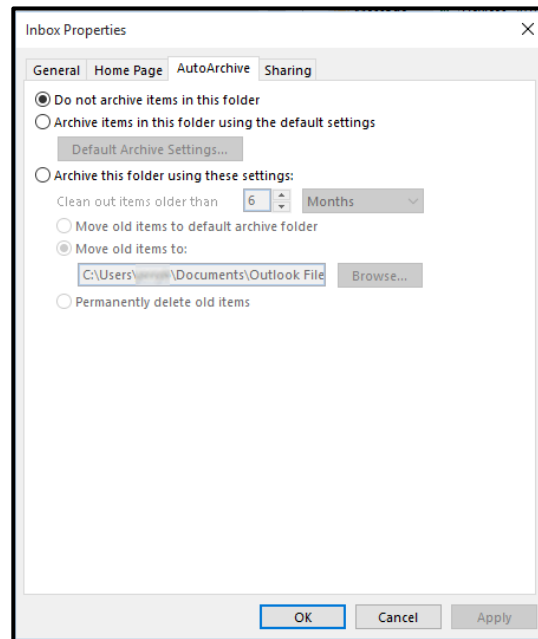 Inbox Properties
General Home Page AutoArchive Sharing
Do not archive items in this folder
Archive items in this folder using the default settings
Default Archive Settings...
Archive this folder using these settings:
Clean out items older than 6 Months
Move old items to default archive folder
Move old items to:
C:\Users\ \Documents\Outlook File Browse...
Permanently delete old items
OK Cancel Apply